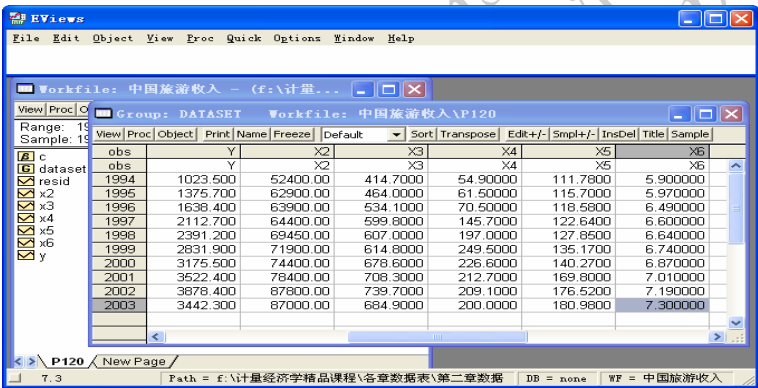 EViews
File Edit Object View Proc Quick Options Window Help
Workfile: 中国旅游收入 - (f:\计量...
View Proc O
Range: 19
Sample: 19
c
dataset
resid
x2
x3
x4
x5
x6
y
Group: DATASET Workfile: 中国旅游收入\P120
View Proc Object Print Name Freeze Default Sort Transpose Edit+/- Smpl+/- InsDel Title Sample
obs Y X2 X3 X4 X5 X6
obs Y X2 X3 X4 X5 X6
1994 1023.500 52400.00 414.7000 54.90000 111.7800 5.900000
1995 1375.700 62900.00 464.0000 61.50000 115.7000 5.970000
1996 1638.400 63900.00 534.1000 70.50000 118.5800 6.490000
1997 2112.700 64400.00 599.8000 145.7000 122.6400 6.600000
1998 2391.200 69450.00 607.0000 197.0000 127.8500 6.640000
1999 2831.900 71900.00 614.8000 249.5000 135.1700 6.740000
2000 3175.500 74400.00 678.6000 226.6000 140.2700 6.870000
2001 3522.400 78400.00 708.3000 212.7000 169.8000 7.010000
2002 3878.400 87800.00 739.7000 209.1000 176.5200 7.190000
2003 3442.300 87000.00 684.9000 200.0000 180.9800 7.300000
P120 New Page
7.3 Path = f:\计量经济学精品课程\各章数据表\第二章数据 DB = none WF = 中国旅游收入